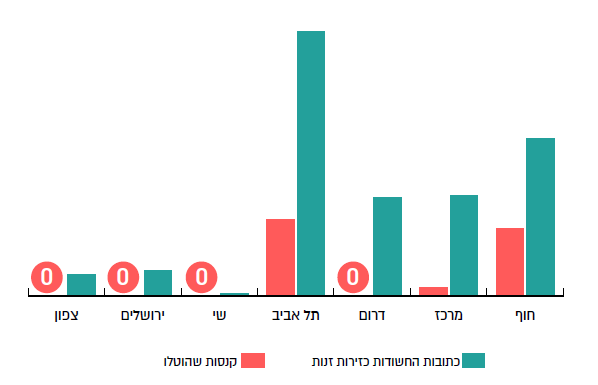 0 0 0 0
חוף מרכז דרום תל אביב שי ירושלים צפון
כתובות החשודות כזירות זנות קנסות שהוטלו